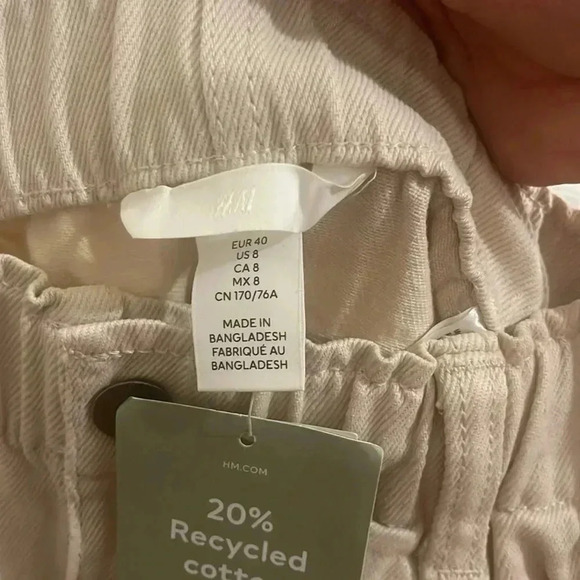 H&M
EUR 40
US 8
CA 8
MX 8
CN 170/76A
MADE IN
BANGLADESH
FABRIQUÉ AU
BANGLADESH
HM.COM
20%
Recycled